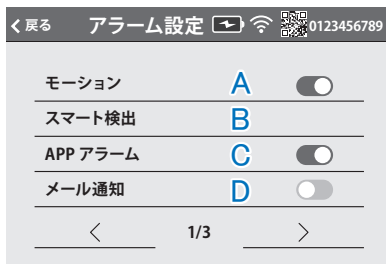 < 戻る アラーム設定 0123456789
モーション A
スマート検出 B
APP アラーム C
メール通知 D
< 1/3 >